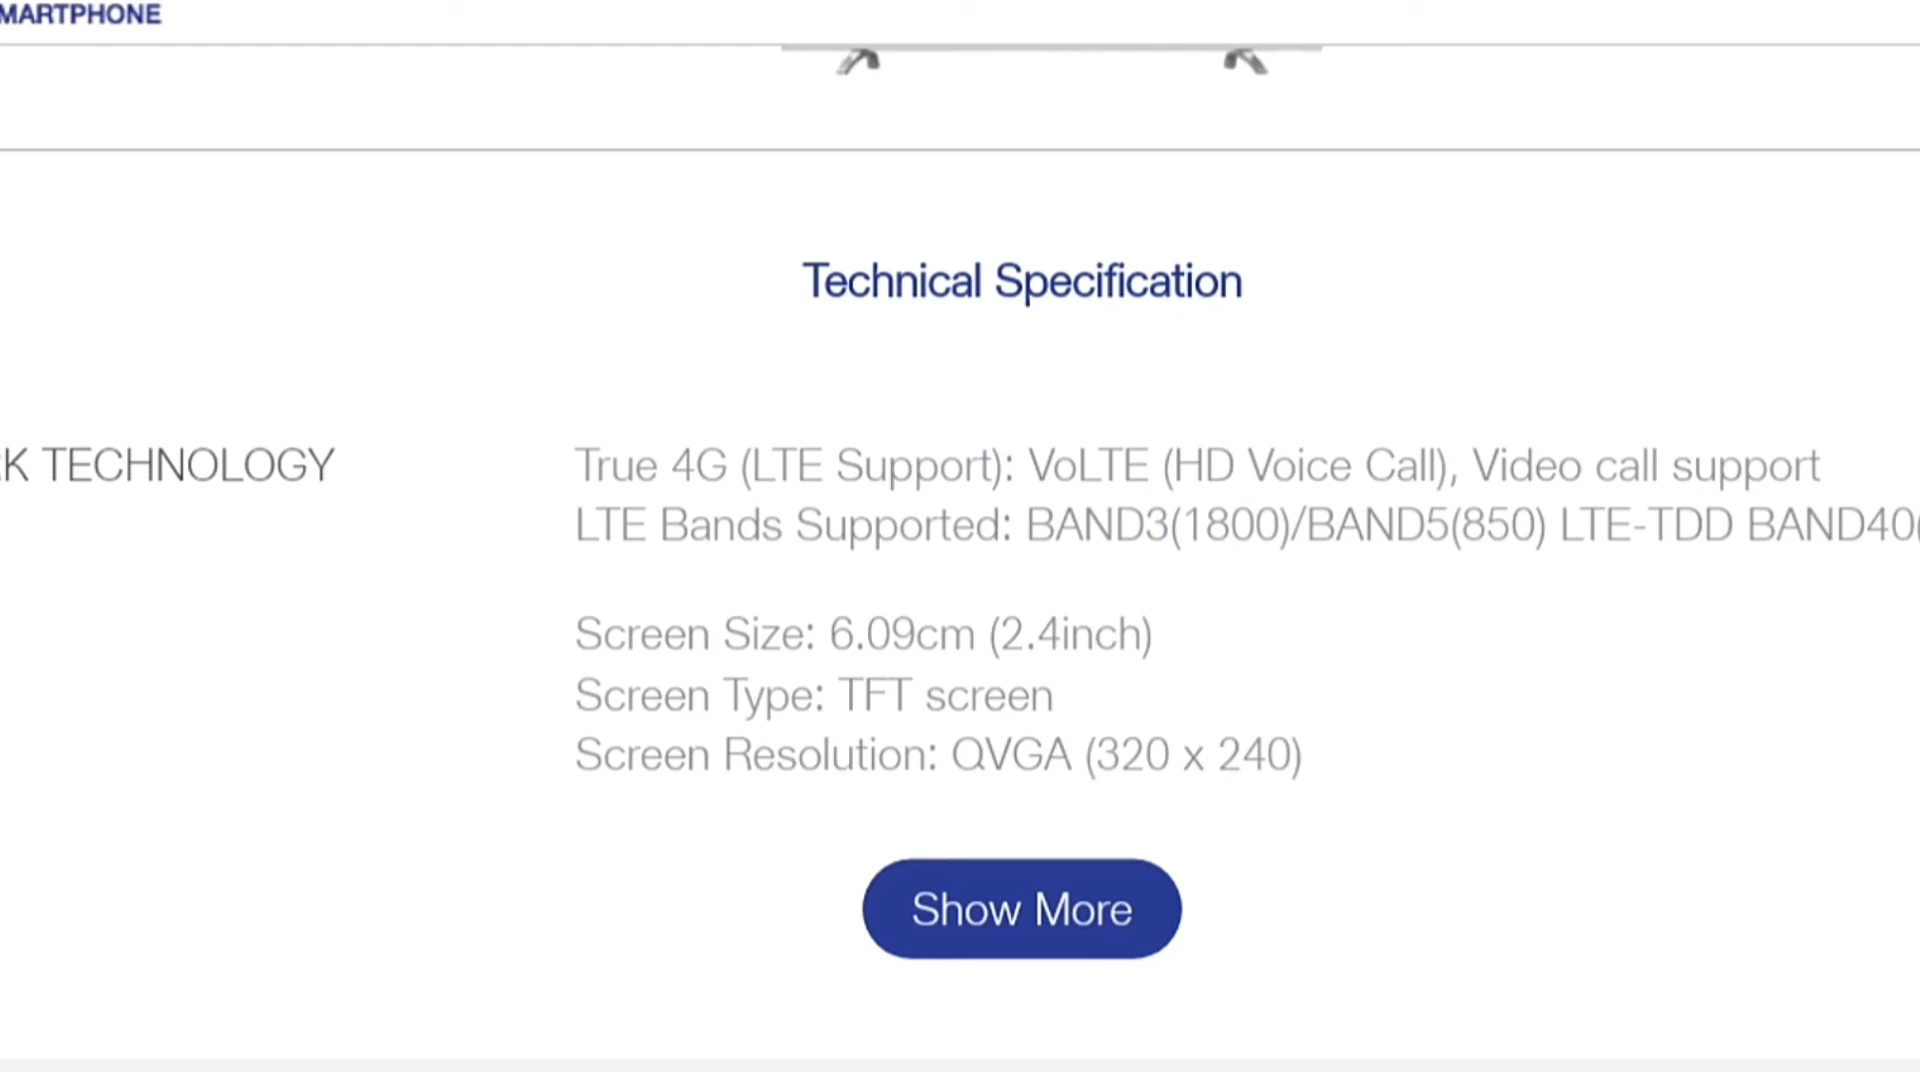 MARTPHONE
Technical Specification
K TECHNOLOGY
True 4G (LTE Support): VoLTE (HD Voice Call), Video call support
LTE Bands Supported: BAND3(1800)/BAND5(850) LTE-TDD BAND40(
Screen Size: 6.09cm (2.4inch)
Screen Type: TFT screen
Screen Resolution: QVGA (320 x 240)
Show More